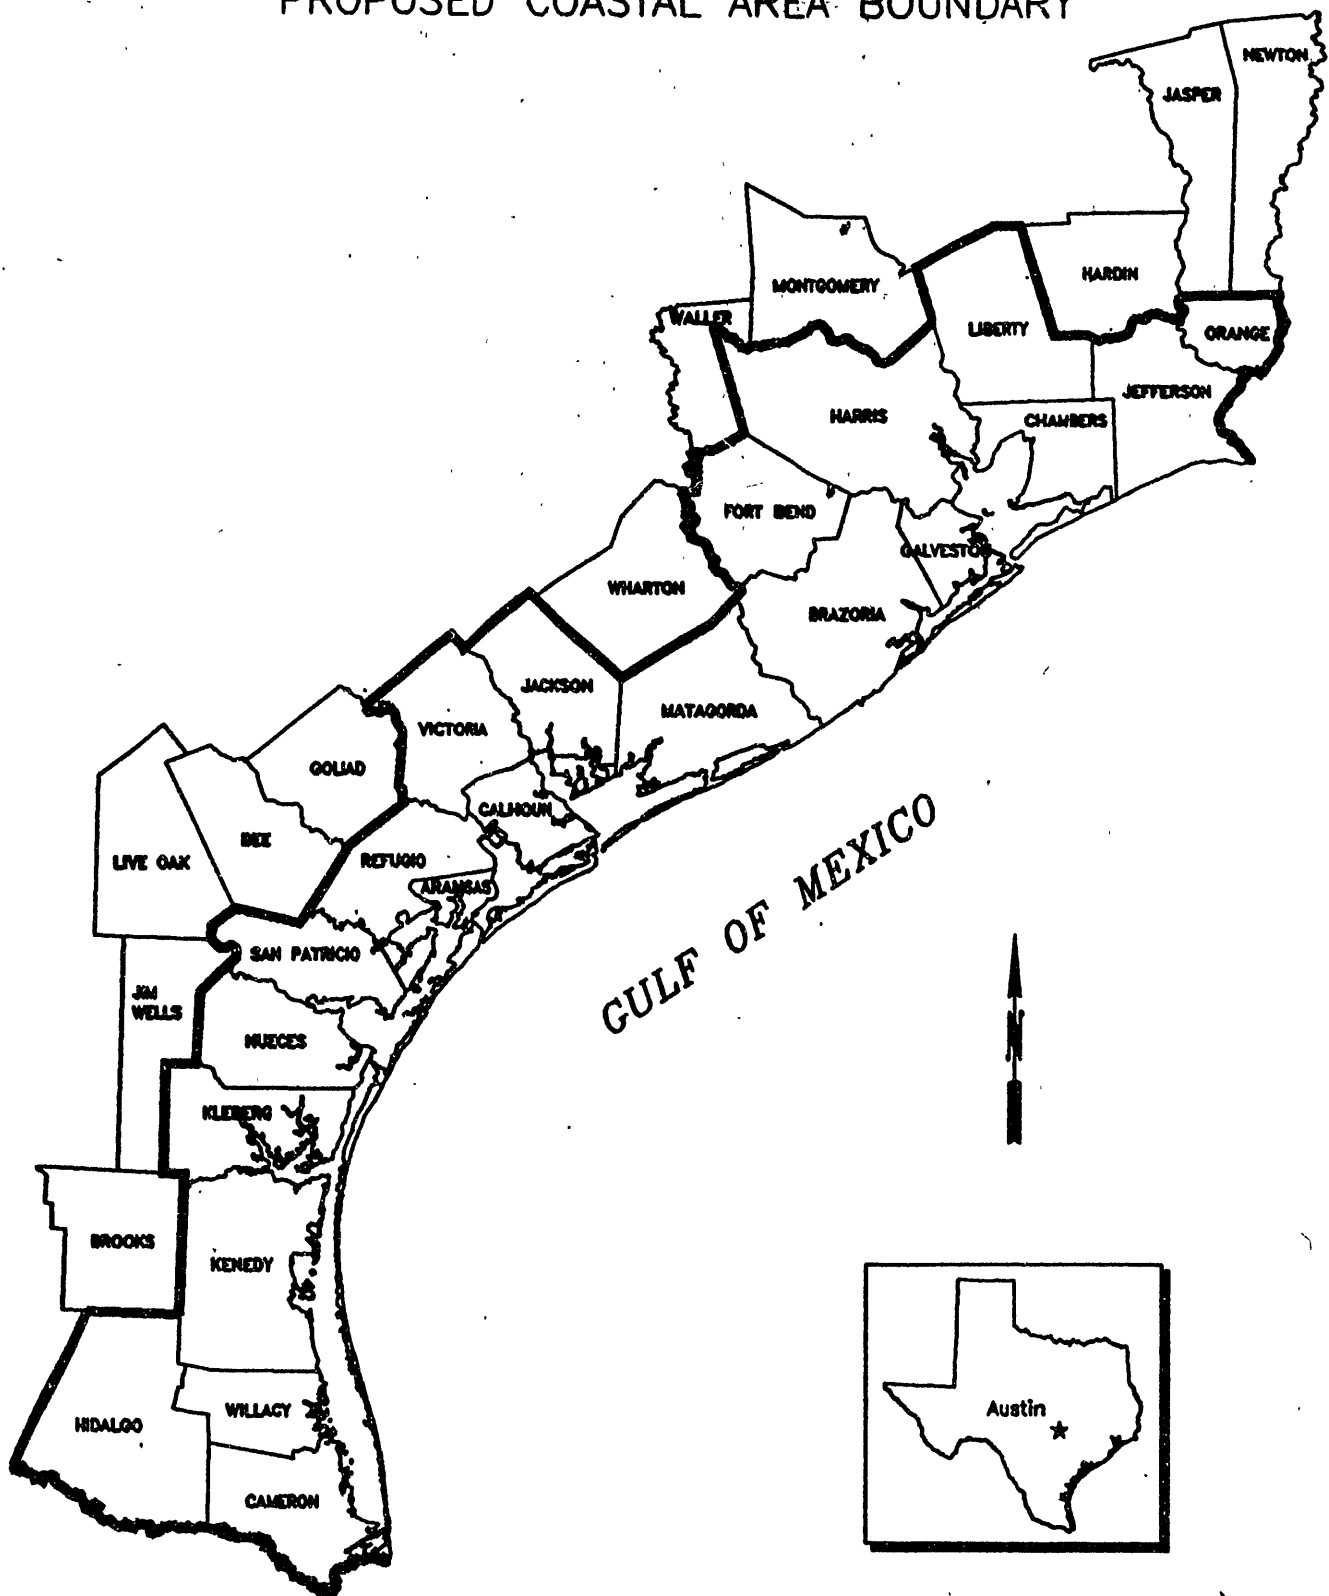 PROPOSED COASTAL AREA BOUNDARY
NEWTON
JASPER
HARDIN
MONTGOMERY
WALLER
LIBERTY
ORANGE
JEFFERSON
HARRIS
CHAMBERS
FORT BEND
GALVESTON
WHARTON
BRAZORIA
JACKSON
MATAGORDA
VICTORIA
GOLIAD
CALHOUN
BEE
REFUGIO
LIVE OAK
ARANSAS
SAN PATRICIO
JIM
WELLS
NUECES
KLEBERG
BROOKS
KENEDY
WILLACY
HIDALGO
CAMERON
GULF OF MEXICO
N
Austin